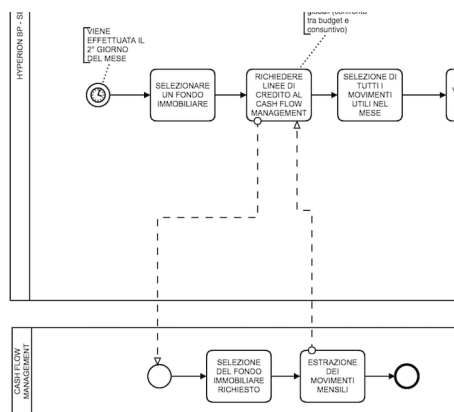 HYPERION BP - SE
VIENE
EFFETTUATA IL
2° GIORNO
DEL MESE
globali (confronto
tra budget e
consuntivo)
SELEZIONARE
UN FONDO
IMMOBILIARE
RICHIEDERE
LINEE DI
CREDITO AL
CASH FLOW
MANAGEMENT
SELEZIONE DI
TUTTI I
MOVIMENTI
UTILI NEL
MESE
V
CASH FLOW
MANAGEMENT
SELEZIONE
DEL FONDO
IMMOBILIARE
RICHIESTO
ESTRAZIONE
DEI
MOVIMENTI
MENSILI